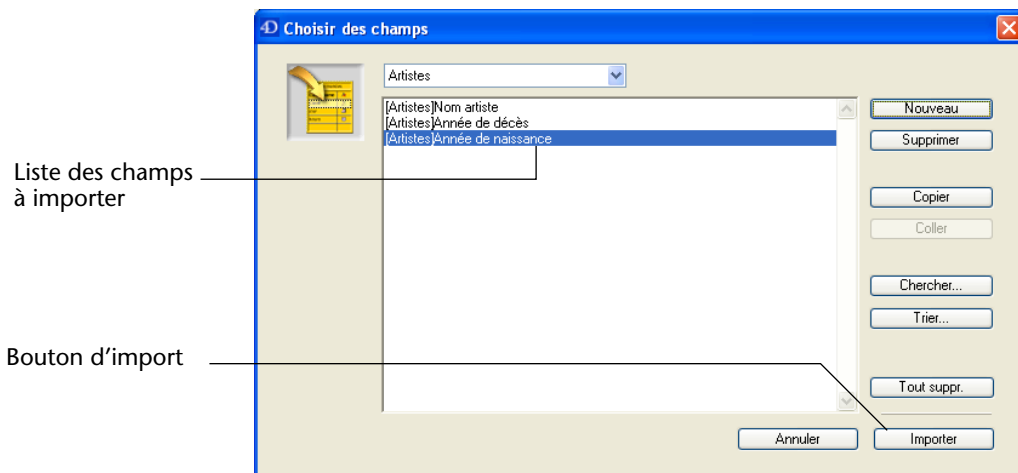 4D Choisir des champs
Artistes
[Artistes]Nom artiste
[Artistes]Année de décès
[Artistes]Année de naissance
Nouveau
Supprimer
Copier
Coller
Chercher...
Trier...
Tout suppr.
Annuler
Importer
Liste des champs
à importer
Bouton d’import